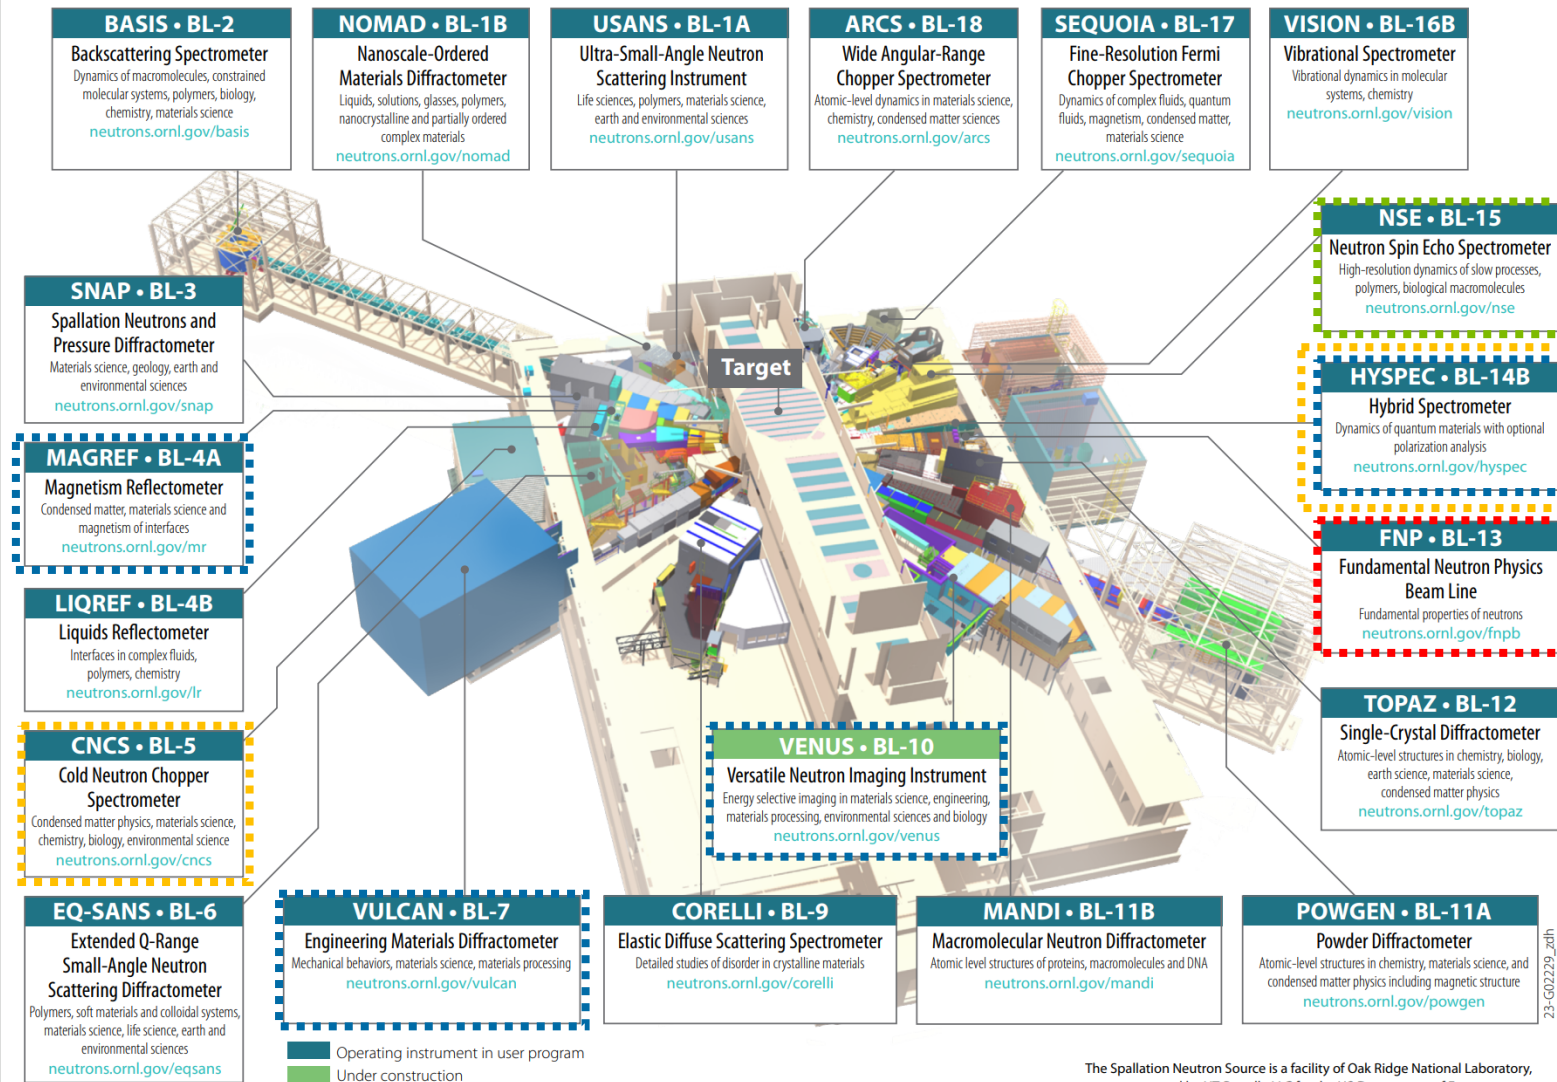 BASIS • BL-2
Backscattering Spectrometer
Dynamics of macromolecules, constrained
molecular systems, polymers, biology,
chemistry, materials science
neutrons.ornl.gov/basis
NOMAD • BL-1B
Nanoscale-Ordered
Materials Diffractometer
Liquids, solutions, glasses, polymers,
nanocrystalline and partially ordered
complex materials
neutrons.ornl.gov/nomad
USANS • BL-1A
Ultra-Small-Angle Neutron
Scattering Instrument
Life sciences, polymers, materials science,
earth and environmental sciences
neutrons.ornl.gov/usans
ARCS • BL-18
Wide Angular-Range
Chopper Spectrometer
Atomic-level dynamics in materials science,
chemistry, condensed matter sciences
neutrons.ornl.gov/arcs
SEQUOIA • BL-17
Fine-Resolution Fermi
Chopper Spectrometer
Dynamics of complex fluids, quantum
fluids, magnetism, condensed matter,
materials science
neutrons.ornl.gov/sequoia
VISION • BL-16B
Vibrational Spectrometer
Vibrational dynamics in molecular
systems, chemistry
neutrons.ornl.gov/vision
NSE • BL-15
Neutron Spin Echo Spectrometer
High-resolution dynamics of slow processes,
polymers, biological macromolecules
neutrons.ornl.gov/nse
SNAP • BL-3
Spallation Neutrons and
Pressure Diffractometer
Materials science, geology, earth and
environmental sciences
neutrons.ornl.gov/snap
Target
HYSPEC • BL-14B
Hybrid Spectrometer
Dynamics of quantum materials with optional
polarization analysis
neutrons.ornl.gov/hyspec
MAGREF • BL-4A
Magnetism Reflectometer
Condensed matter, materials science and
magnetism of interfaces
neutrons.ornl.gov/mr
FNP • BL-13
Fundamental Neutron Physics
Beam Line
Fundamental properties of neutrons
neutrons.ornl.gov/fnpb
LIQREF • BL-4B
Liquids Reflectometer
Interfaces in complex fluids,
polymers, chemistry
neutrons.ornl.gov/lr
TOPAZ • BL-12
Single-Crystal Diffractometer
Atomic-level structures in chemistry, biology,
earth science, materials science,
condensed matter physics
neutrons.ornl.gov/topaz
CNCS • BL-5
Cold Neutron Chopper
Spectrometer
Condensed matter physics, materials science,
chemistry, biology, environmental science
neutrons.ornl.gov/cncs
VENUS • BL-10
Versatile Neutron Imaging Instrument
Energy selective imaging in materials science, engineering,
materials processing, environmental sciences and biology
neutrons.ornl.gov/venus
EQ-SANS • BL-6
Extended Q-Range
Small-Angle Neutron
Scattering Diffractometer
Polymers, soft materials and colloidal systems,
materials science, life science, earth and
environmental sciences
neutrons.ornl.gov/eqsans
VULCAN • BL-7
Engineering Materials Diffractometer
Mechanical behaviors, materials science, materials processing
neutrons.ornl.gov/vulcan
CORELLI • BL-9
Elastic Diffuse Scattering Spectrometer
Detailed studies of disorder in crystalline materials
neutrons.ornl.gov/corelli
MANDI • BL-11B
Macromolecular Neutron Diffractometer
Atomic level structures of proteins, macromolecules and DNA
neutrons.ornl.gov/mandi
POWGEN • BL-11A
Powder Diffractometer
Atomic-level structures in chemistry, materials science, and
condensed matter physics including magnetic structure
neutrons.ornl.gov/powgen
23-G02229_zdh
Operating instrument in user program
Under construction
The Spallation Neutron Source is a facility of Oak Ridge National Laboratory,